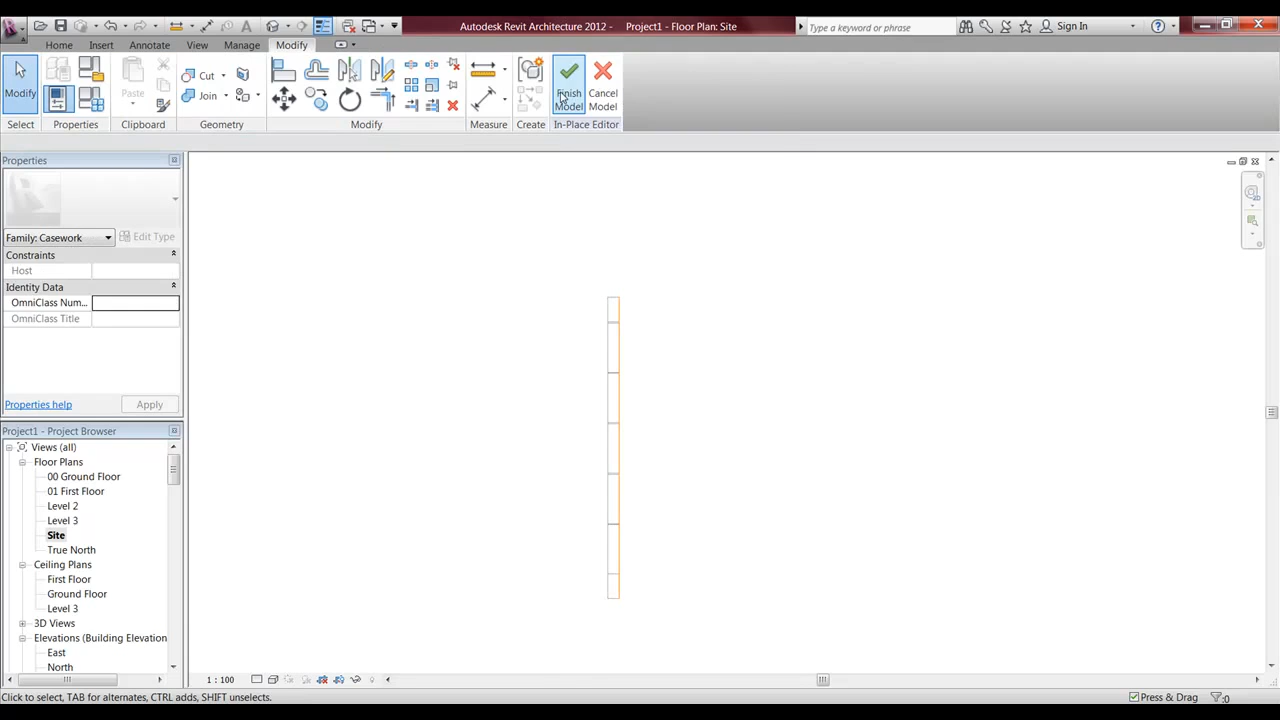 Autodesk Revit Architecture 2012 - Project1 - Floor Plan: Site
Type a keyword or phrase
Sign In
Home Insert Annotate View Manage Modify
Modify
Paste
Cut
Join
Finish Model
Cancel Model
Select Properties Clipboard Geometry Modify Measure Create In-Place Editor
Properties
Family: Casework
Edit Type
Constraints
Host
Identity Data
OmniClass Num...
OmniClass Title
Properties help
Apply
Project1 - Project Browser
Views (all)
Floor Plans
00 Ground Floor
01 First Floor
Level 2
Level 3
Site
True North
Ceiling Plans
First Floor
Ground Floor
Level 3
3D Views
Elevations (Building Elevation
East
North
1 : 100
Click to select, TAB for alternates, CTRL adds, SHIFT unselects.
Press & Drag
:0